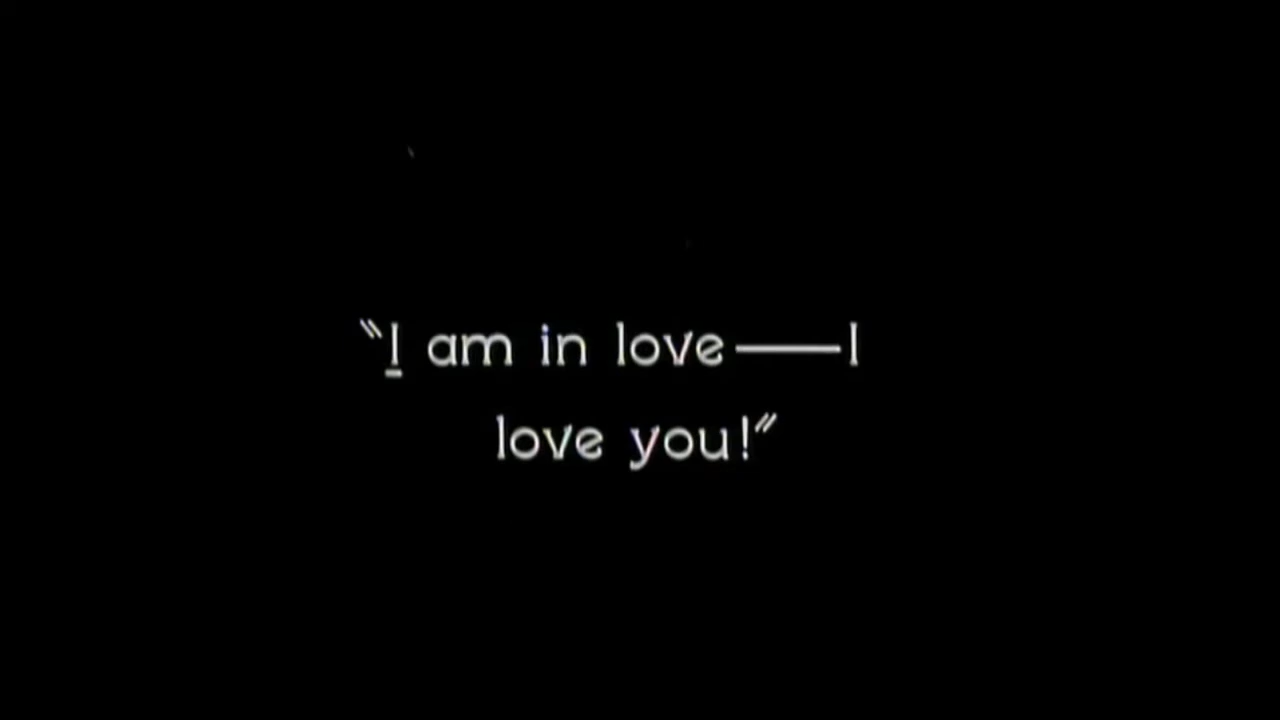 “I am in love——I
love you!”